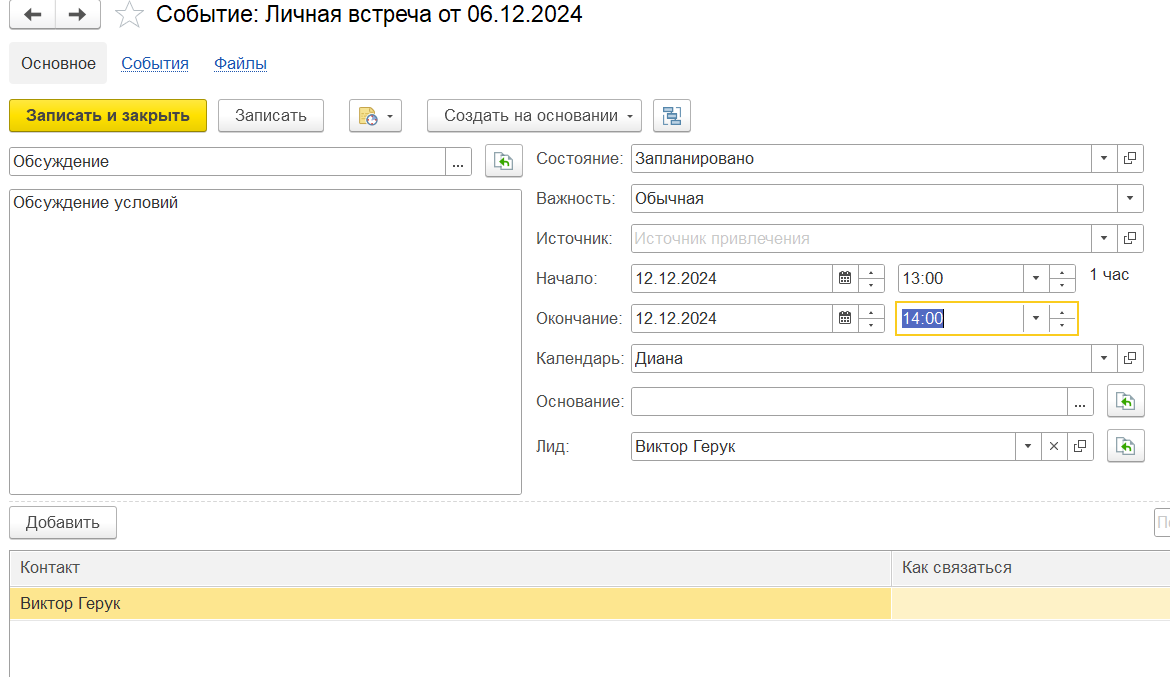 Событие: Личная встреча от 06.12.2024
Основное События Файлы
Записать и закрыть Записать Создать на основании
Обсуждение ...
Обсуждение условий
Состояние: Запланировано
Важность: Обычная
Источник: Источник привлечения
Начало: 12.12.2024 13:00 1 час
Окончание: 12.12.2024 14:00
Календарь: Диана
Основание: ...
Лид: Виктор Герук
Добавить
Контакт Как связаться
Виктор Герук